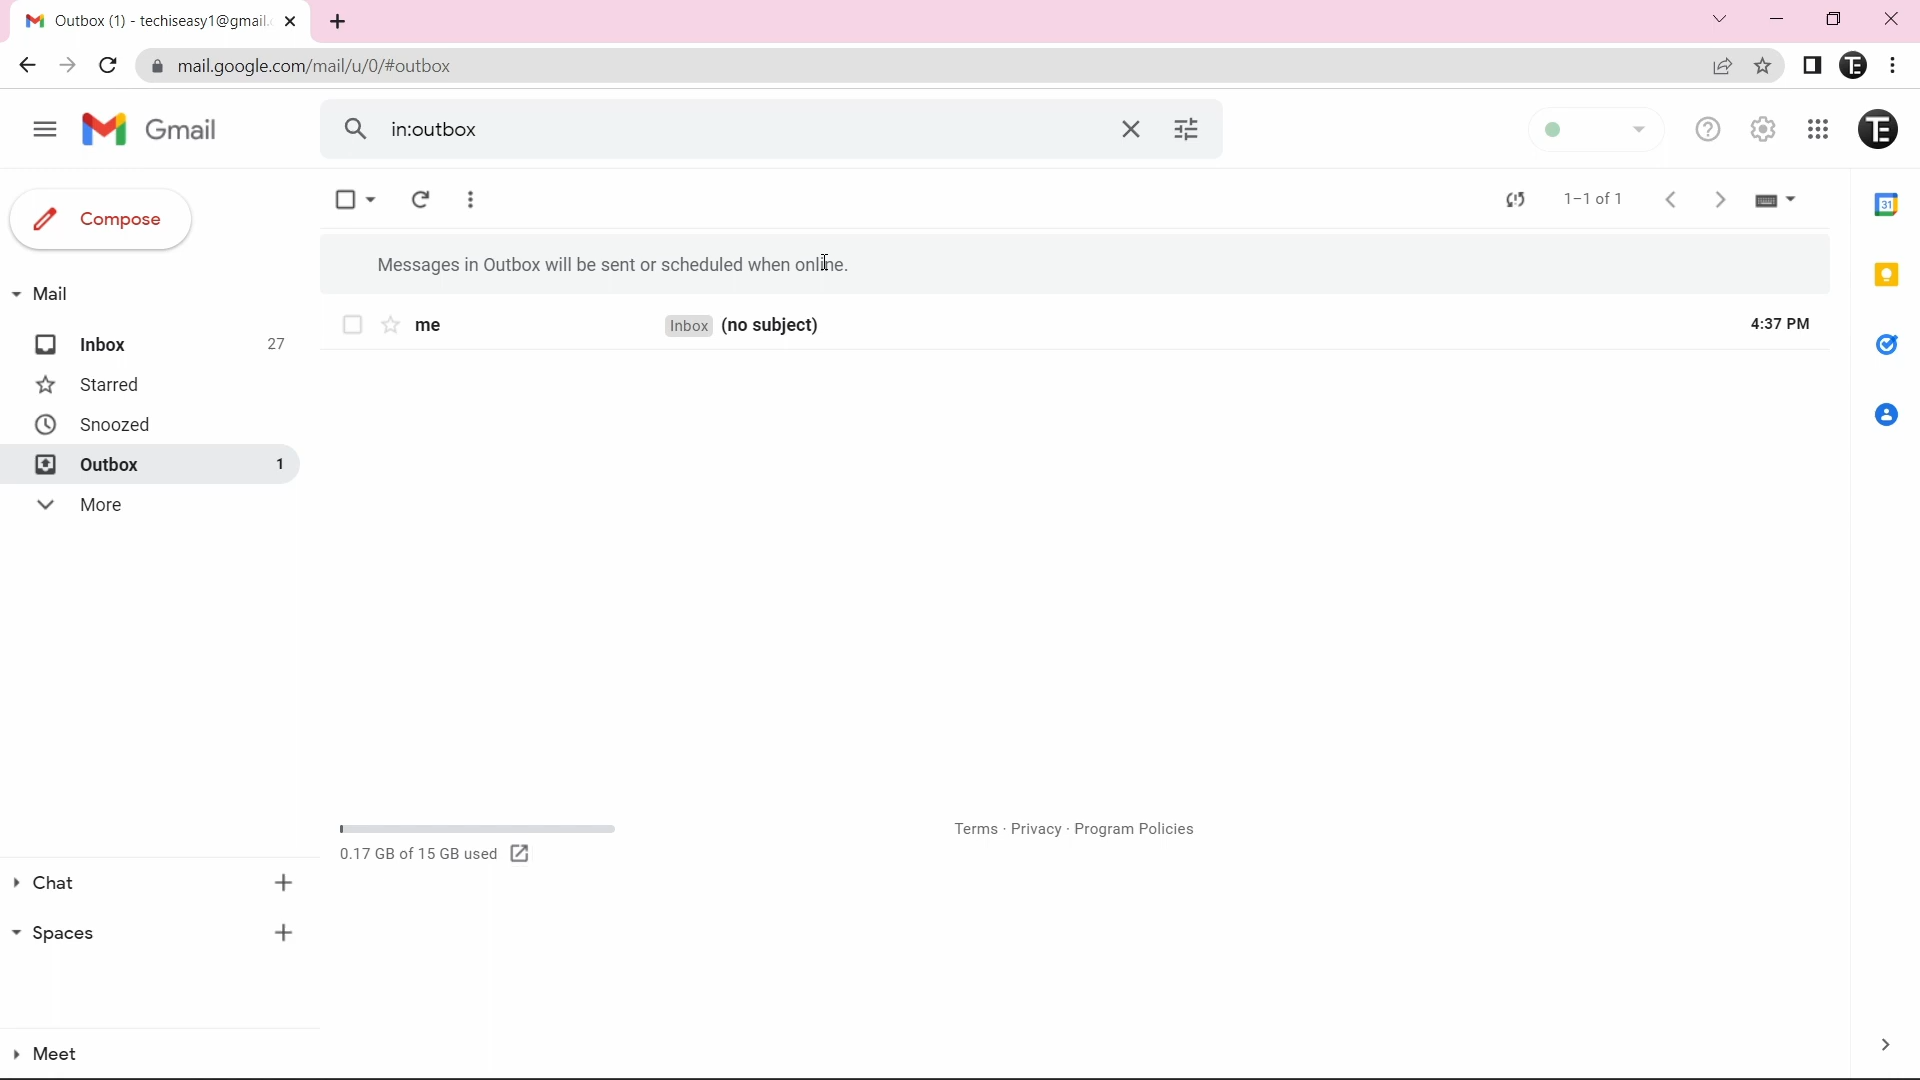 Outbox (1) - techiseasy1@gmail.
mail.google.com/mail/u/0/#outbox
Gmail
in:outbox
Compose
1–1 of 1
Messages in Outbox will be sent or scheduled when online.
Mail
me Inbox (no subject) 4:37 PM
Inbox 27
Starred
Snoozed
Outbox 1
More
0.17 GB of 15 GB used
Terms · Privacy · Program Policies
Chat
Spaces
Meet
31
TE